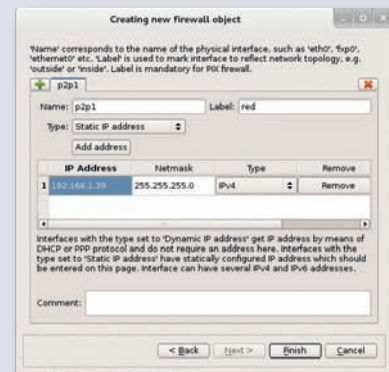 Creating new firewall object
'Name' corresponds to the name of the physical interface, such as 'eth0', 'fxp0',
'ethernet0' etc. 'Label' is used to mark interface to reflect network topology, e.g.
'outside' or 'inside'. Label is mandatory for PIX firewall.
p2p1
Name: p2p1 Label: red
Type: Static IP address
Add address
IP Address Netmask Type Remove
1 192.168.1.39 255.255.255.0 IPv4 Remove
Interfaces with the type set to 'Dynamic IP address' get IP address by means of
DHCP or PPP protocol and do not require an address here. Interfaces with the
type set to 'Static IP address' have statically configured IP address which should
be entered on this page. Interface can have several IPv4 and IPv6 addresses.
Comment:
< Back Next > Finish Cancel